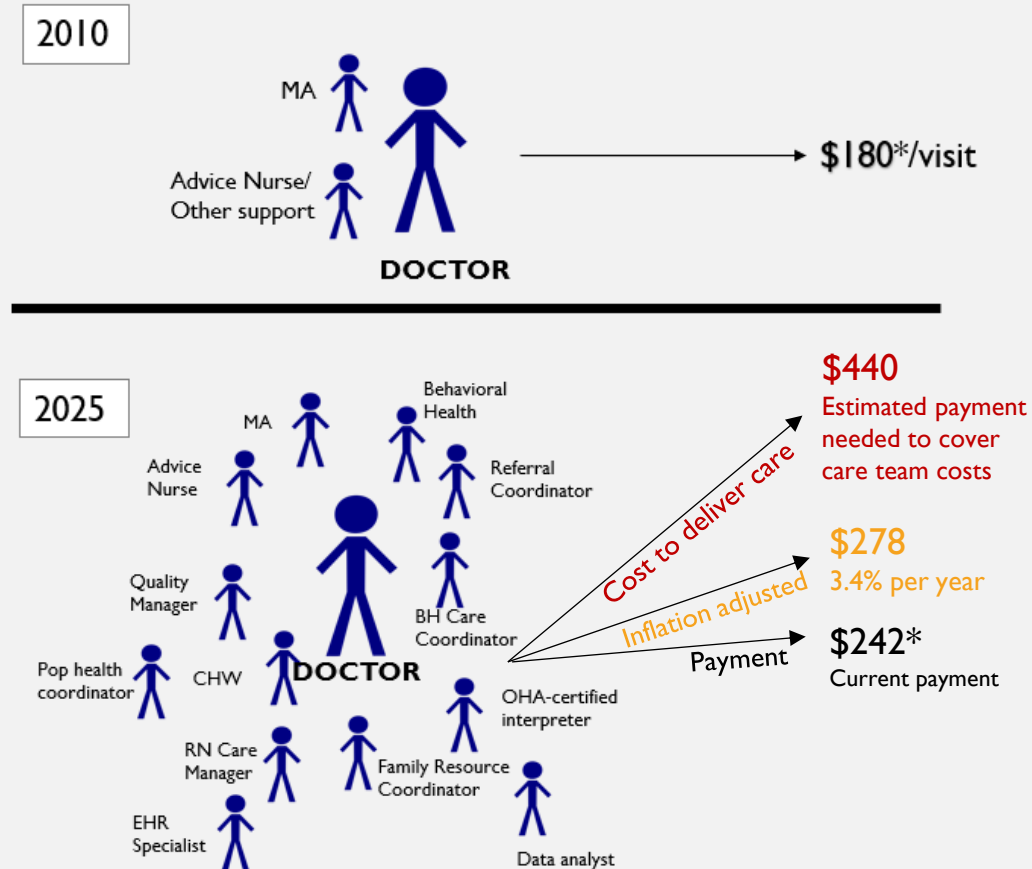 2010
MA
Advice Nurse/
Other support
DOCTOR
$180*/visit
2025
MA
Behavioral
Health
Advice
Nurse
Referral
Coordinator
Quality
Manager
BH Care
Coordinator
Pop health
coordinator
CHW
DOCTOR
OHA-certified
interpreter
RN Care
Manager
Family Resource
Coordinator
EHR
Specialist
Data analyst
Cost to deliver care
$440
Estimated payment
needed to cover
care team costs
Inflation adjusted
$278
3.4% per year
Payment
$242*
Current payment